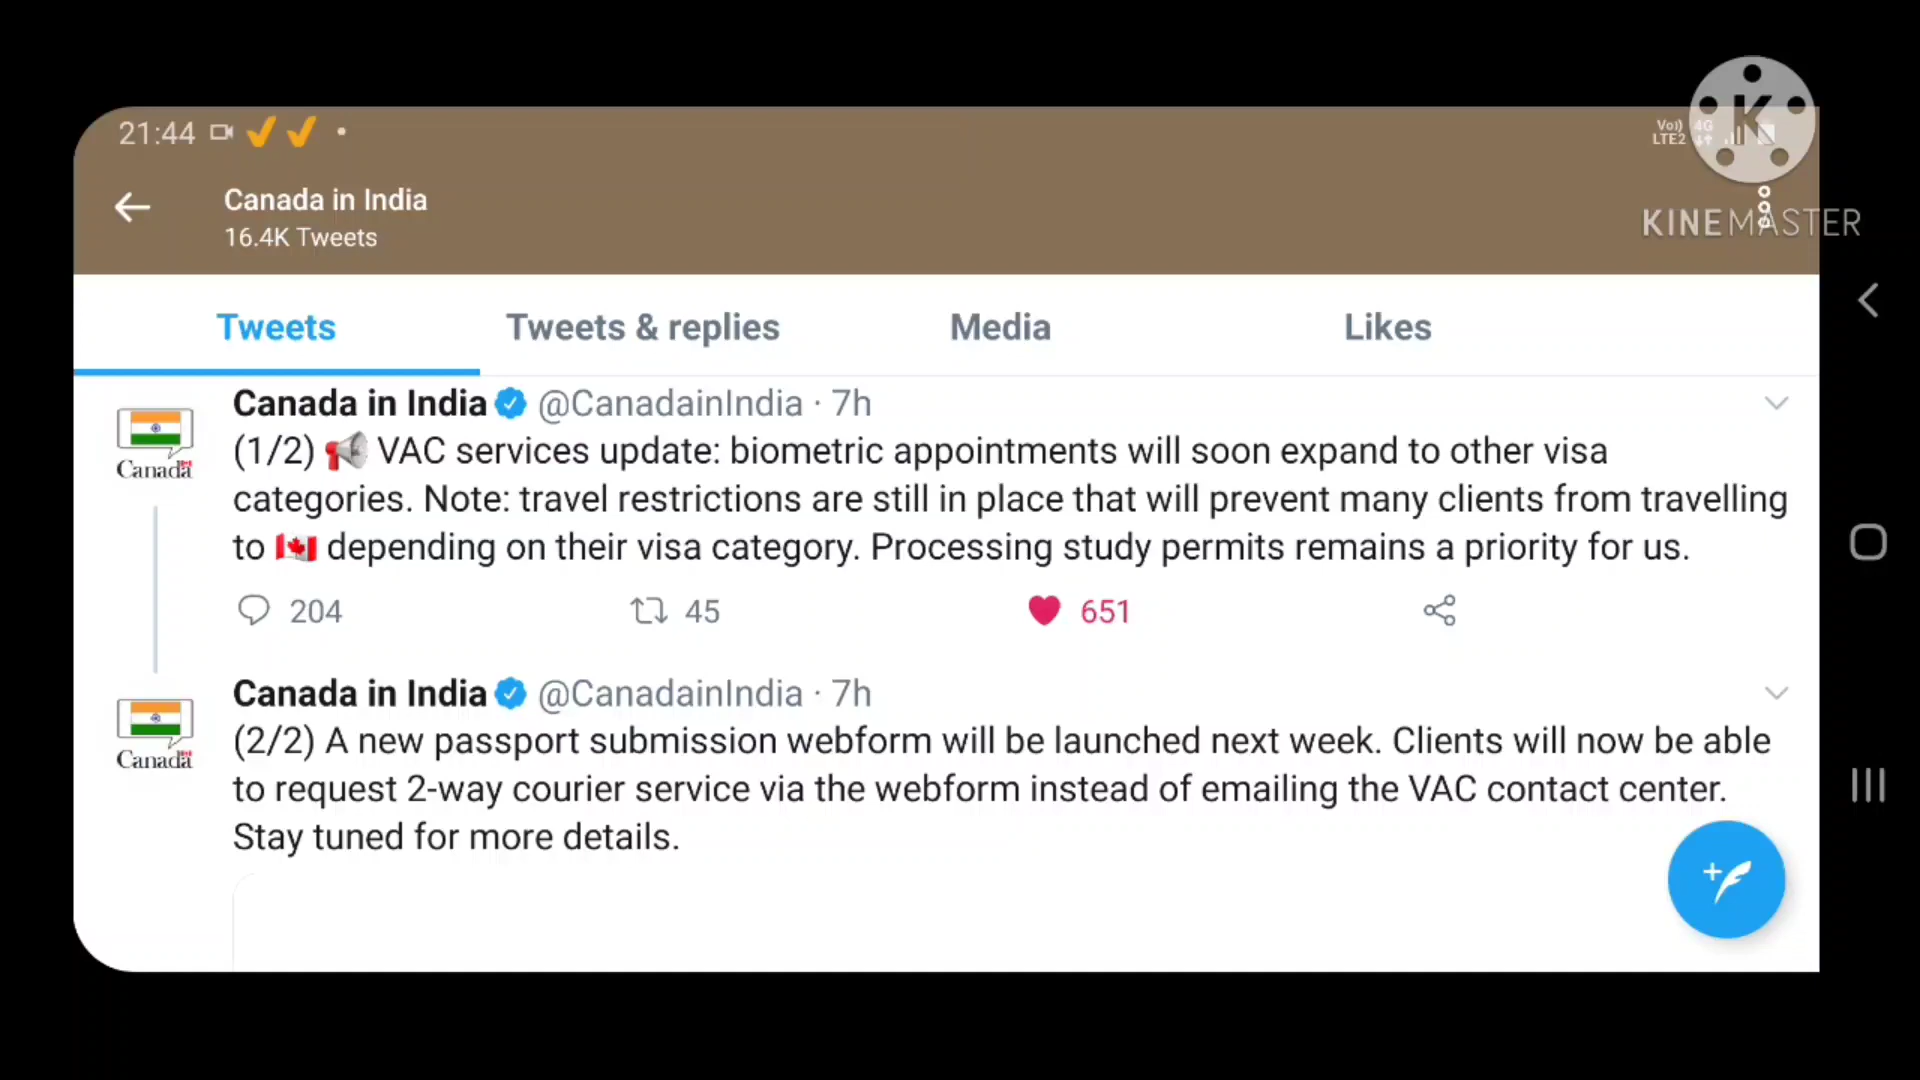 21:44
Vo) 4G
LTE2
K
KINEMASTER
Canada in India
16.4K Tweets
Tweets
Tweets & replies
Media
Likes
Canada in India @CanadainIndia · 7h
(1/2) 📢 VAC services update: biometric appointments will soon expand to other visa
categories. Note: travel restrictions are still in place that will prevent many clients from travelling
to 🇨🇦 depending on their visa category. Processing study permits remains a priority for us.
Canada
204
45
651
Canada in India @CanadainIndia · 7h
(2/2) A new passport submission webform will be launched next week. Clients will now be able
to request 2-way courier service via the webform instead of emailing the VAC contact center.
Stay tuned for more details.
Canada